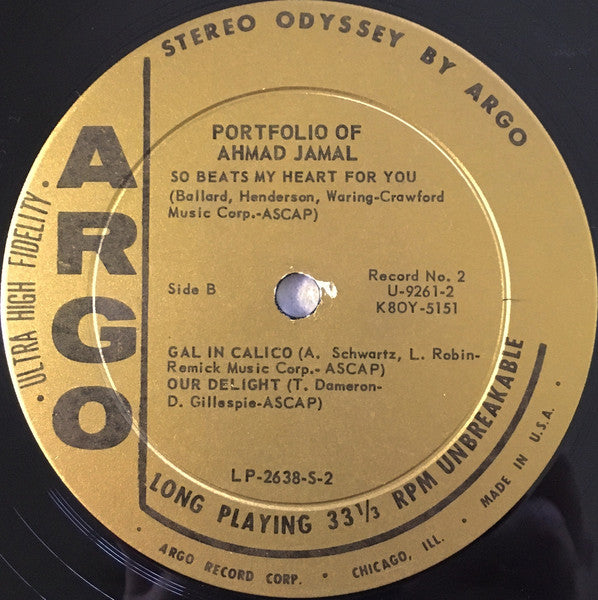 STEREO ODYSSEY BY ARGO
ARGO
· ULTRA HIGH FIDELITY ·
PORTFOLIO OF
AHMAD JAMAL
SO BEATS MY HEART FOR YOU
(Ballard, Henderson, Waring-Crawford
Music Corp.-ASCAP)
Side B
Record No. 2
U-9261-2
K8OY-5151
GAL IN CALICO (A. Schwartz, L. Robin-
Remick Music Corp.- ASCAP)
OUR DELIGHT (T. Dameron-
D. Gillespie-ASCAP)
LP-2638-S-2
LONG PLAYING 33⅓ RPM UNBREAKABLE
· ARGO RECORD CORP. · CHICAGO, ILL. · MADE IN U.S.A. ·